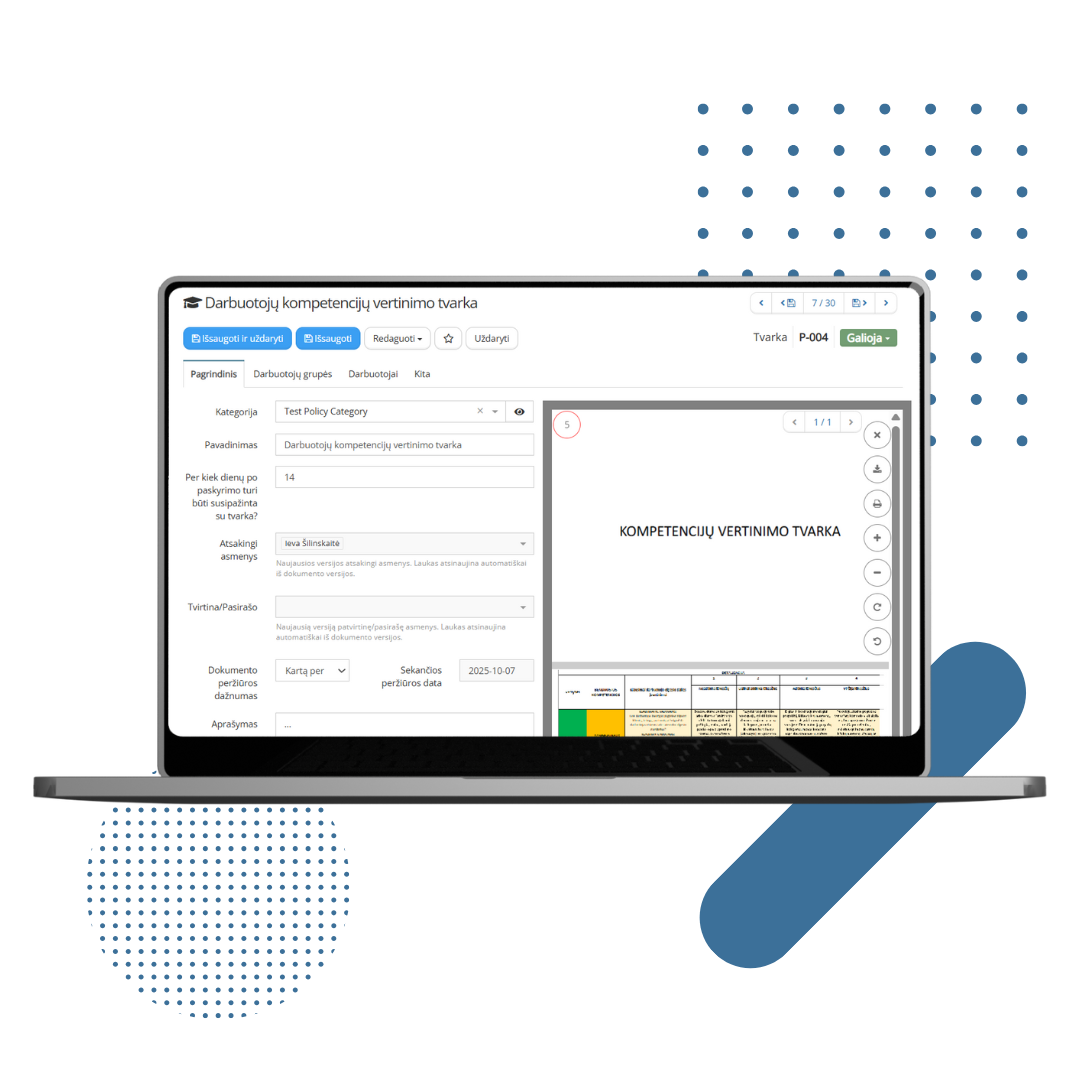 Darbuotojų kompetencijų vertinimo tvarka
7 / 30
Išsaugoti ir uždaryti
Išsaugoti
Redaguoti
Uždaryti
Tvarka
P-004
Galioja
Pagrindinis
Darbuotojų grupės
Darbuotojai
Kita
Kategorija
Test Policy Category
Pavadinimas
Darbuotojų kompetencijų vertinimo tvarka
Per kiek dienų po
paskyrimo turi
būti susipažinta
su tvarka?
14
Atsakingi
asmenys
Ieva Šilinskaitė
Naujausios versijos atsakingi asmenys. Laukas atsinaujina automatiškai
iš dokumento versijos.
Tvirtina/Pasirašo
Naujausią versiją patvirtinę/pasirašę asmenys. Laukas atsinaujina
automatiškai iš dokumento versijos.
Dokumento
peržiūros
dažnumas
Kartą per
Sekančios
peržiūros data
2025-10-07
Aprašymas
...
5
1 / 1
KOMPETENCIJŲ VERTINIMO TVARKA
1
2
3
4